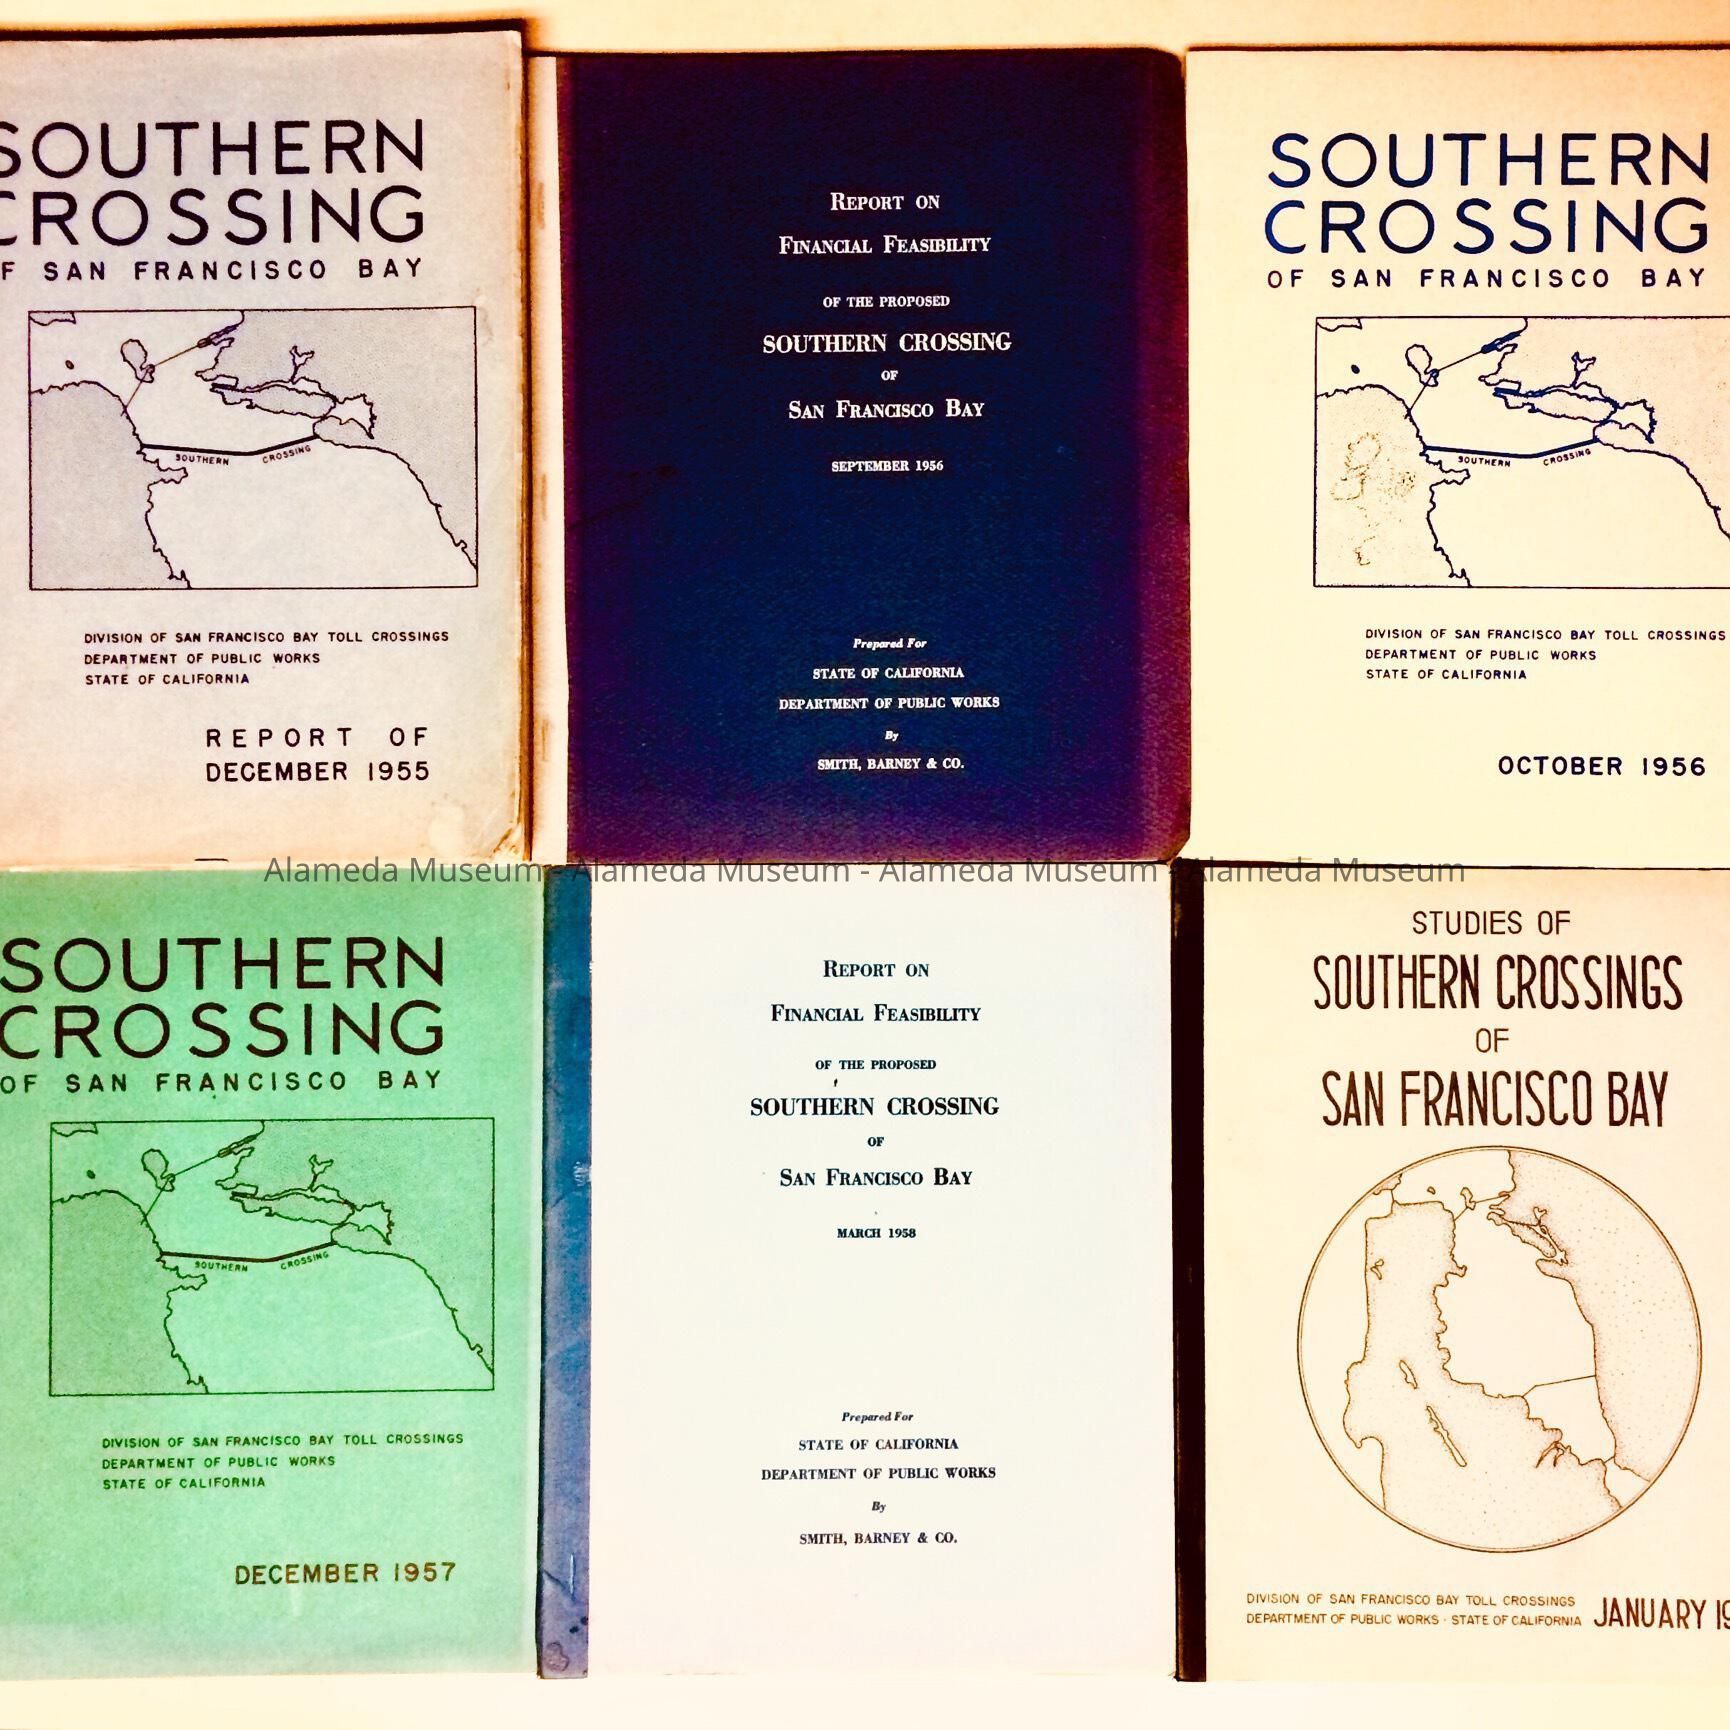 SOUTHERN
CROSSING
OF SAN FRANCISCO BAY
SOUTHERN CROSSING
DIVISION OF SAN FRANCISCO BAY TOLL CROSSINGS
DEPARTMENT OF PUBLIC WORKS
STATE OF CALIFORNIA
REPORT OF
DECEMBER 1955
REPORT ON
FINANCIAL FEASIBILITY
OF THE PROPOSED
SOUTHERN CROSSING
OF
SAN FRANCISCO BAY
SEPTEMBER 1956
Prepared For
STATE OF CALIFORNIA
DEPARTMENT OF PUBLIC WORKS
By
SMITH, BARNEY & CO.
SOUTHERN
CROSSING
OF SAN FRANCISCO BAY
SOUTHERN CROSSING
DIVISION OF SAN FRANCISCO BAY TOLL CROSSINGS
DEPARTMENT OF PUBLIC WORKS
STATE OF CALIFORNIA
OCTOBER 1956
Alameda Museum - Alameda Museum - Alameda Museum - Alameda Museum
SOUTHERN
CROSSING
OF SAN FRANCISCO BAY
SOUTHERN CROSSING
DIVISION OF SAN FRANCISCO BAY TOLL CROSSINGS
DEPARTMENT OF PUBLIC WORKS
STATE OF CALIFORNIA
DECEMBER 1957
REPORT ON
FINANCIAL FEASIBILITY
OF THE PROPOSED
SOUTHERN CROSSING
OF
SAN FRANCISCO BAY
MARCH 1958
Prepared For
STATE OF CALIFORNIA
DEPARTMENT OF PUBLIC WORKS
By
SMITH, BARNEY & CO.
STUDIES OF
SOUTHERN CROSSINGS
OF
SAN FRANCISCO BAY
DIVISION OF SAN FRANCISCO BAY TOLL CROSSINGS
DEPARTMENT OF PUBLIC WORKS · STATE OF CALIFORNIA JANUARY